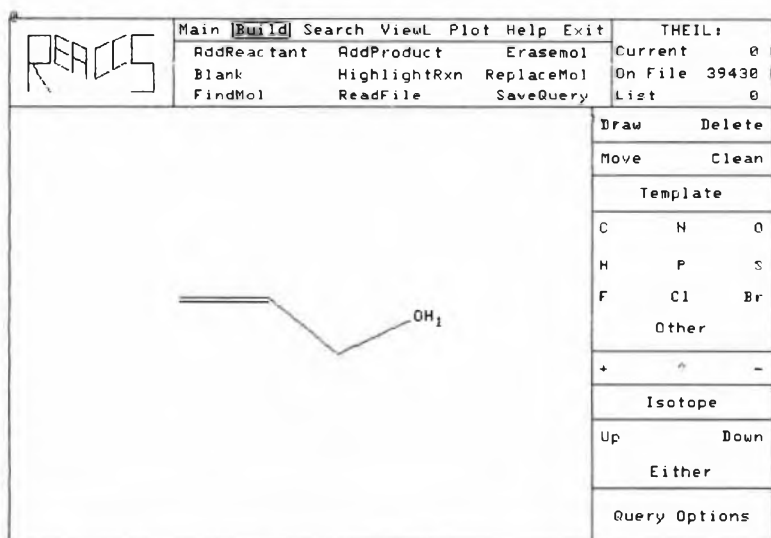 REACCS
Main Build Search ViewL Plot Help Exit
AddReactant AddProduct Erasemol
Blank HighlightRxn ReplaceMol
FindMol ReadFile SaveQuery
THEIL:
Current 0
On File 39430
List 0
Draw Delete
Move Clean
Template
C N O
H P S
F Cl Br
Other
+ ^ -
Isotope
Up Down
Either
Query Options
OH₁